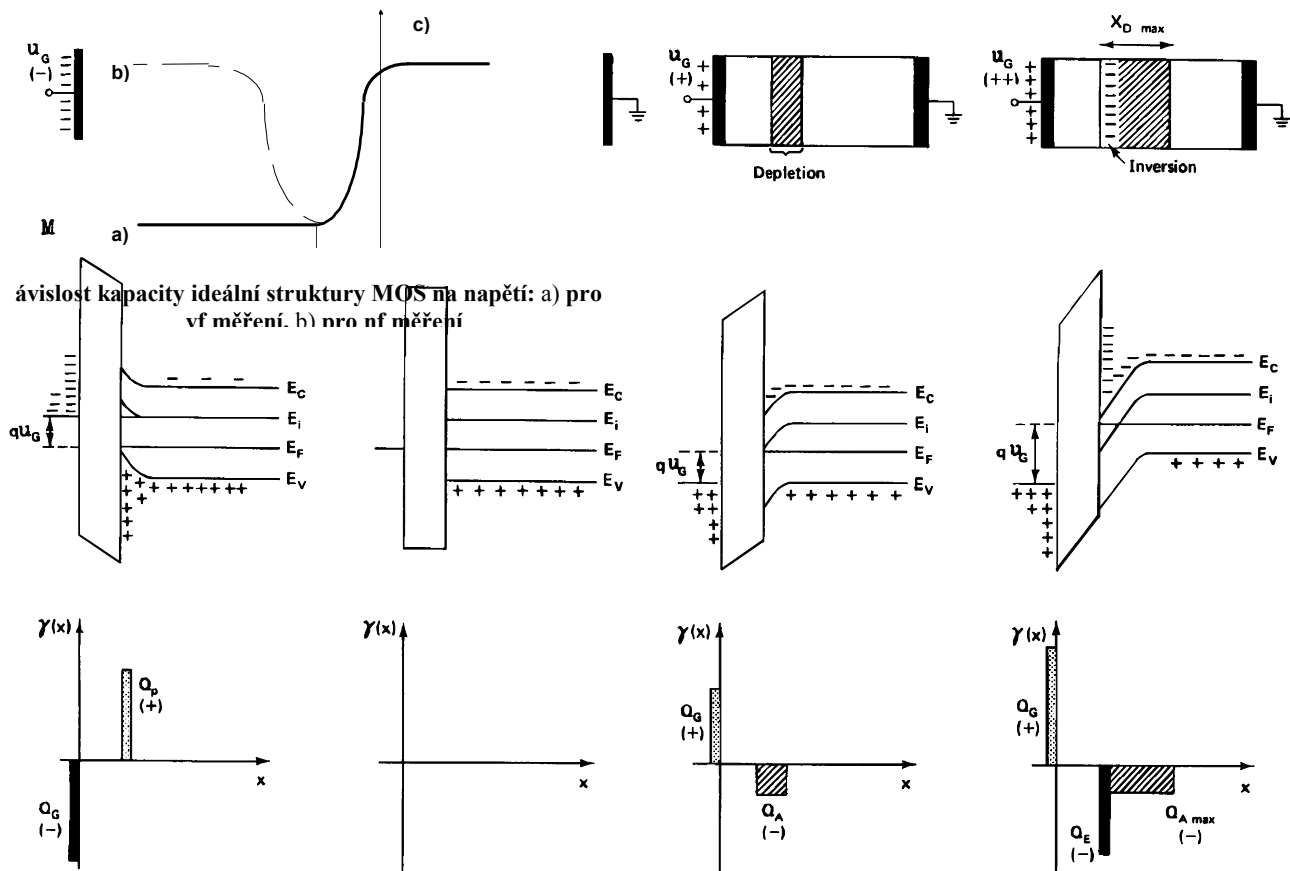 c)
X_D max
u_G
(−)
b)
u_G
(+)
u_G
(++)
Depletion
Inversion
M
a)
ávislost kapacity ideální struktury MOS na napětí: a) pro
vf měření, b) pro nf měření
E_C
E_i
E_F
E_V
qu_G
E_C
E_i
E_F
E_V
E_C
E_i
E_F
E_V
qu_G
E_C
E_i
E_F
E_V
qu_G
γ(x)
Q_p
(+)
x
Q_G
(−)
γ(x)
x
γ(x)
Q_G
(+)
x
Q_A
(−)
γ(x)
Q_G
(+)
x
Q_E
(−)
Q_A max
(−)